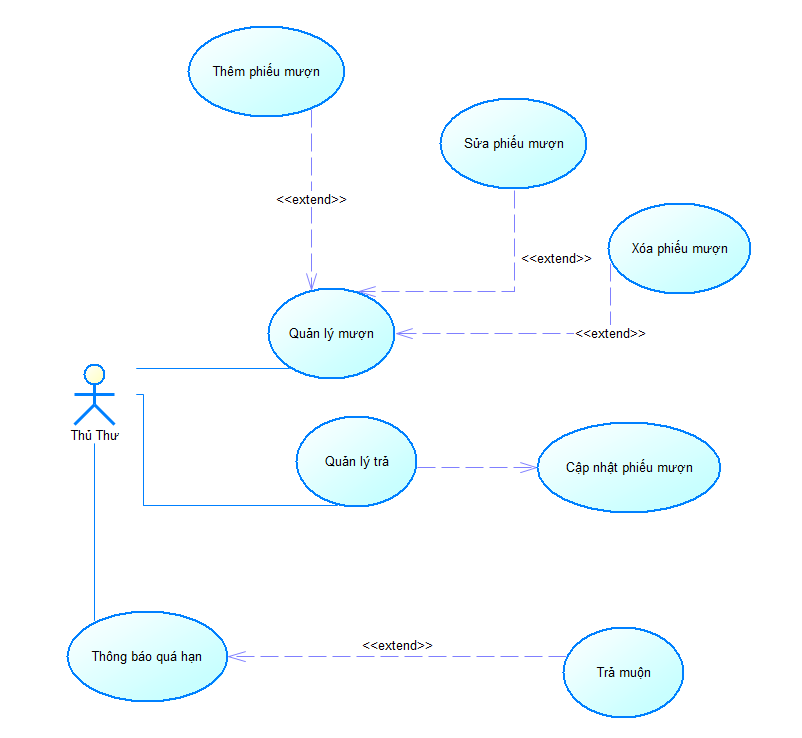 Thêm phiếu mượn
Sửa phiếu mượn
<<extend>>
Xóa phiếu mượn
<<extend>>
Quản lý mượn
<<extend>>
Thủ Thư
Quản lý trả
Cập nhật phiếu mượn
<<extend>>
Thông báo quá hạn
Trả muộn